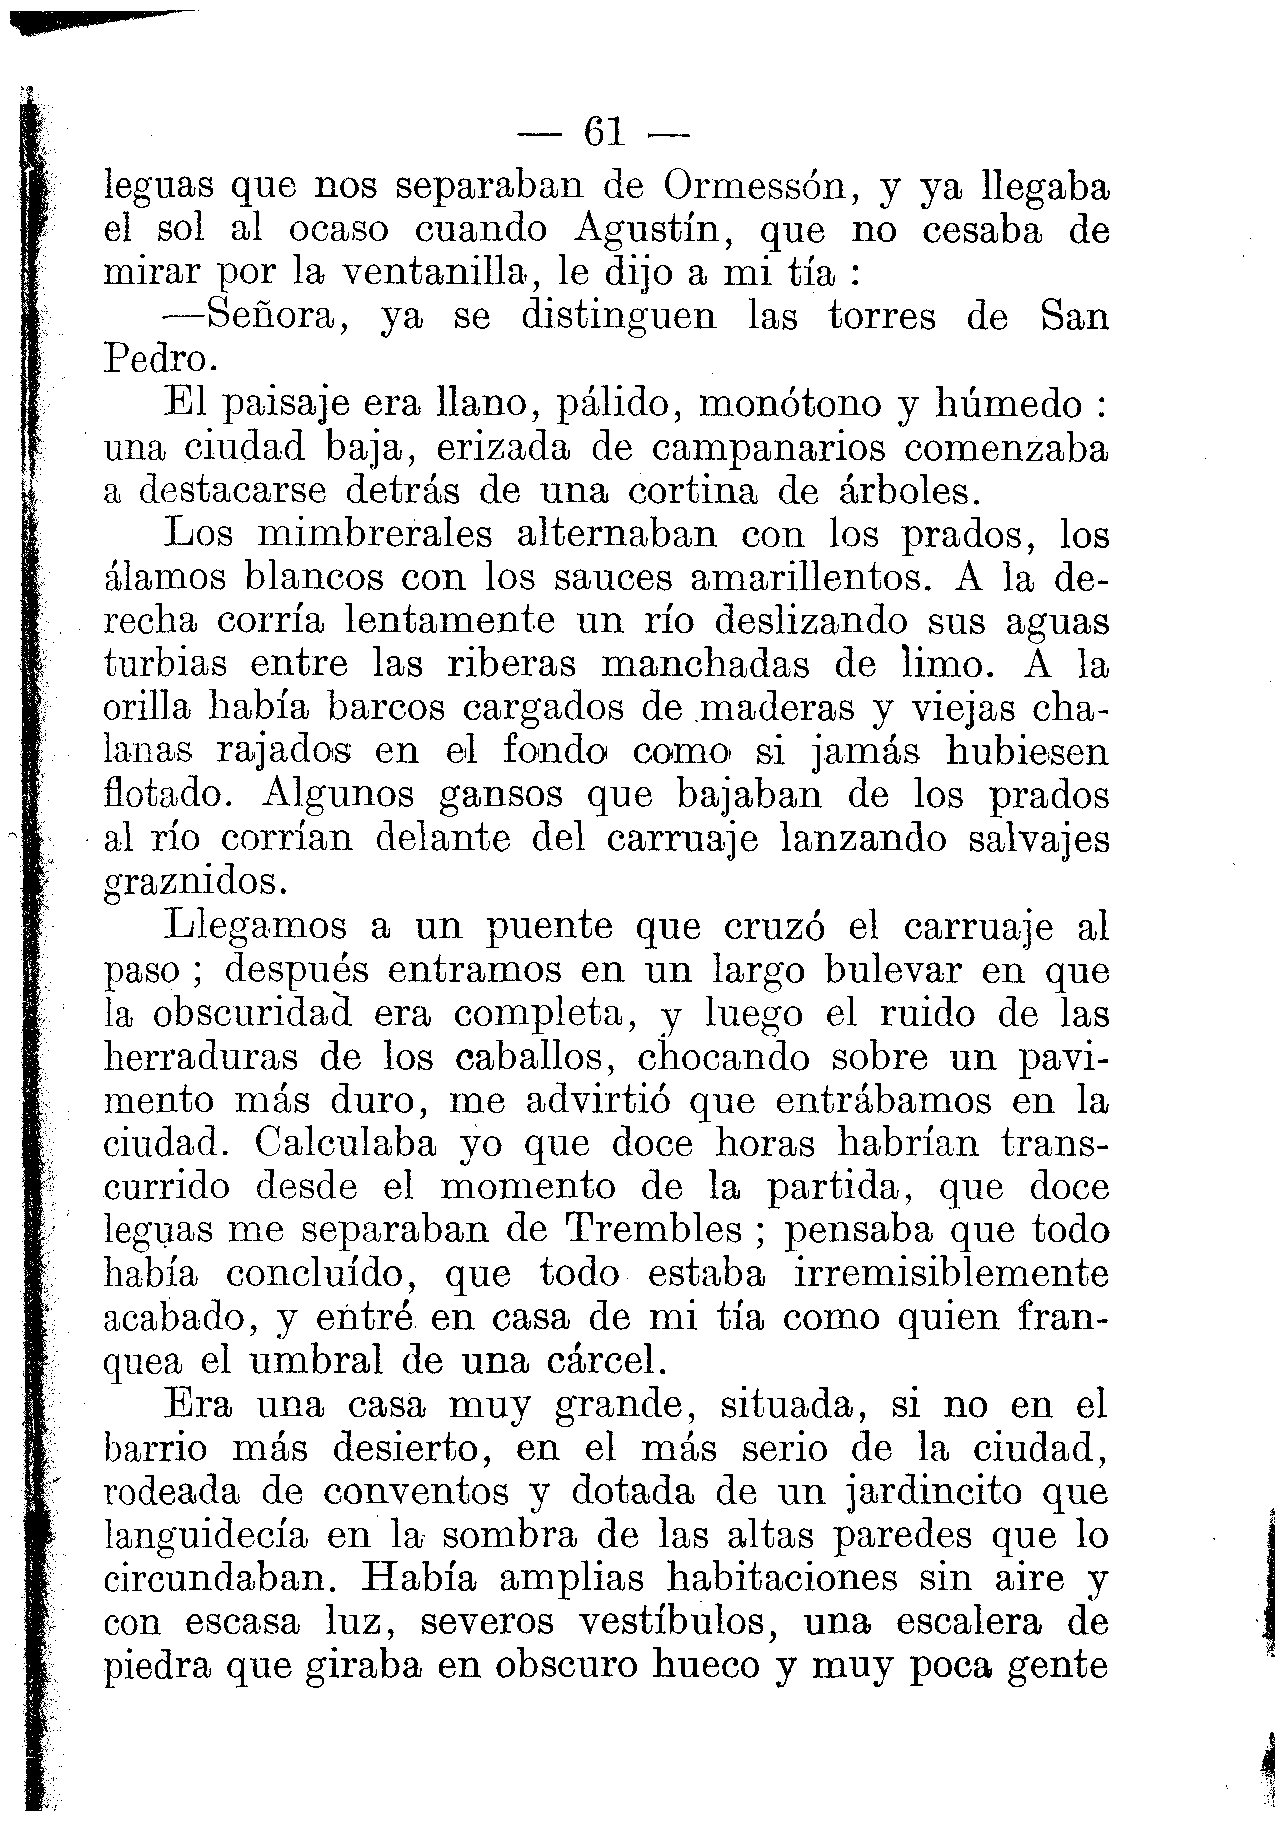 — 61 —
leguas que nos separaban de Ormessón, y ya llegaba
el sol al ocaso cuando Agustín, que no cesaba de
mirar por la ventanilla, le dijo a mi tía :
—Señora, ya se distinguen las torres de San
Pedro.
El paisaje era llano, pálido, monótono y húmedo :
una ciudad baja, erizada de campanarios comenzaba
a destacarse detrás de una cortina de árboles.
Los mimbrerales alternaban con los prados, los
álamos blancos con los sauces amarillentos. A la de-
recha corría lentamente un río deslizando sus aguas
turbias entre las riberas manchadas de limo. A la
orilla había barcos cargados de maderas y viejas cha-
lanas rajados en el fondo como si jamás hubiesen
flotado. Algunos gansos que bajaban de los prados
al río corrían delante del carruaje lanzando salvajes
graznidos.
Llegamos a un puente que cruzó el carruaje al
paso ; después entramos en un largo bulevar en que
la obscuridad era completa, y luego el ruido de las
herraduras de los caballos, chocando sobre un pavi-
mento más duro, me advirtió que entrábamos en la
ciudad. Calculaba yo que doce horas habrían trans-
currido desde el momento de la partida, que doce
leguas me separaban de Trembles ; pensaba que todo
había concluído, que todo estaba irremisiblemente
acabado, y entré en casa de mi tía como quien fran-
quea el umbral de una cárcel.
Era una casa muy grande, situada, si no en el
barrio más desierto, en el más serio de la ciudad,
rodeada de conventos y dotada de un jardincito que
languidecía en la sombra de las altas paredes que lo
circundaban. Había amplias habitaciones sin aire y
con escasa luz, severos vestíbulos, una escalera de
piedra que giraba en obscuro hueco y muy poca gente